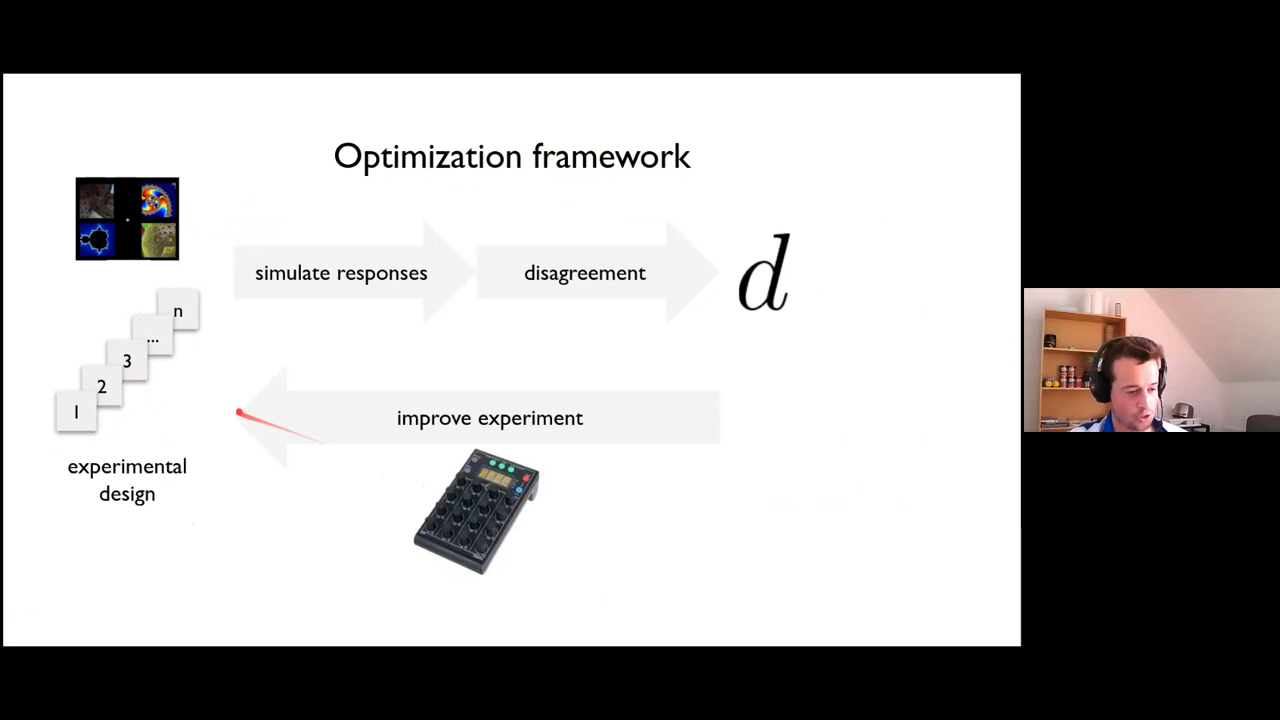 Optimization framework
simulate responses
disagreement
d
n
...
3
2
1
improve experiment
experimental
design